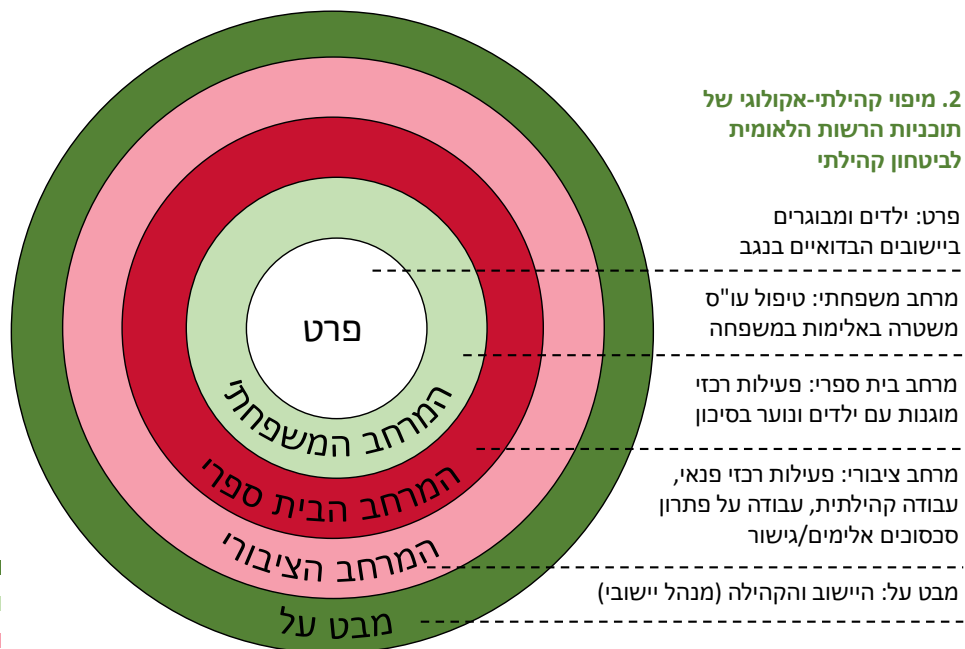 2. מיפוי קהילתי-אקולוגי של
תוכניות הרשות הלאומית
לביטחון קהילתי
פרט: ילדים ומבוגרים
ביישובים הבדואיים בנגב
מרחב משפחתי: טיפול עו"ס
משטרה באלימות במשפחה
מרחב בית ספרי: פעילות רכזי
מוגנות עם ילדים ונוער בסיכון
מרחב ציבורי: פעילות רכזי פנאי,
עבודה קהילתית, עבודה על פתרון
סכסוכים אלימים/גישור
מבט על: היישוב והקהילה (מנהל יישובי)
פרט
המרחב המשפחתי
המרחב הבית ספרי
המרחב הציבורי
מבט על